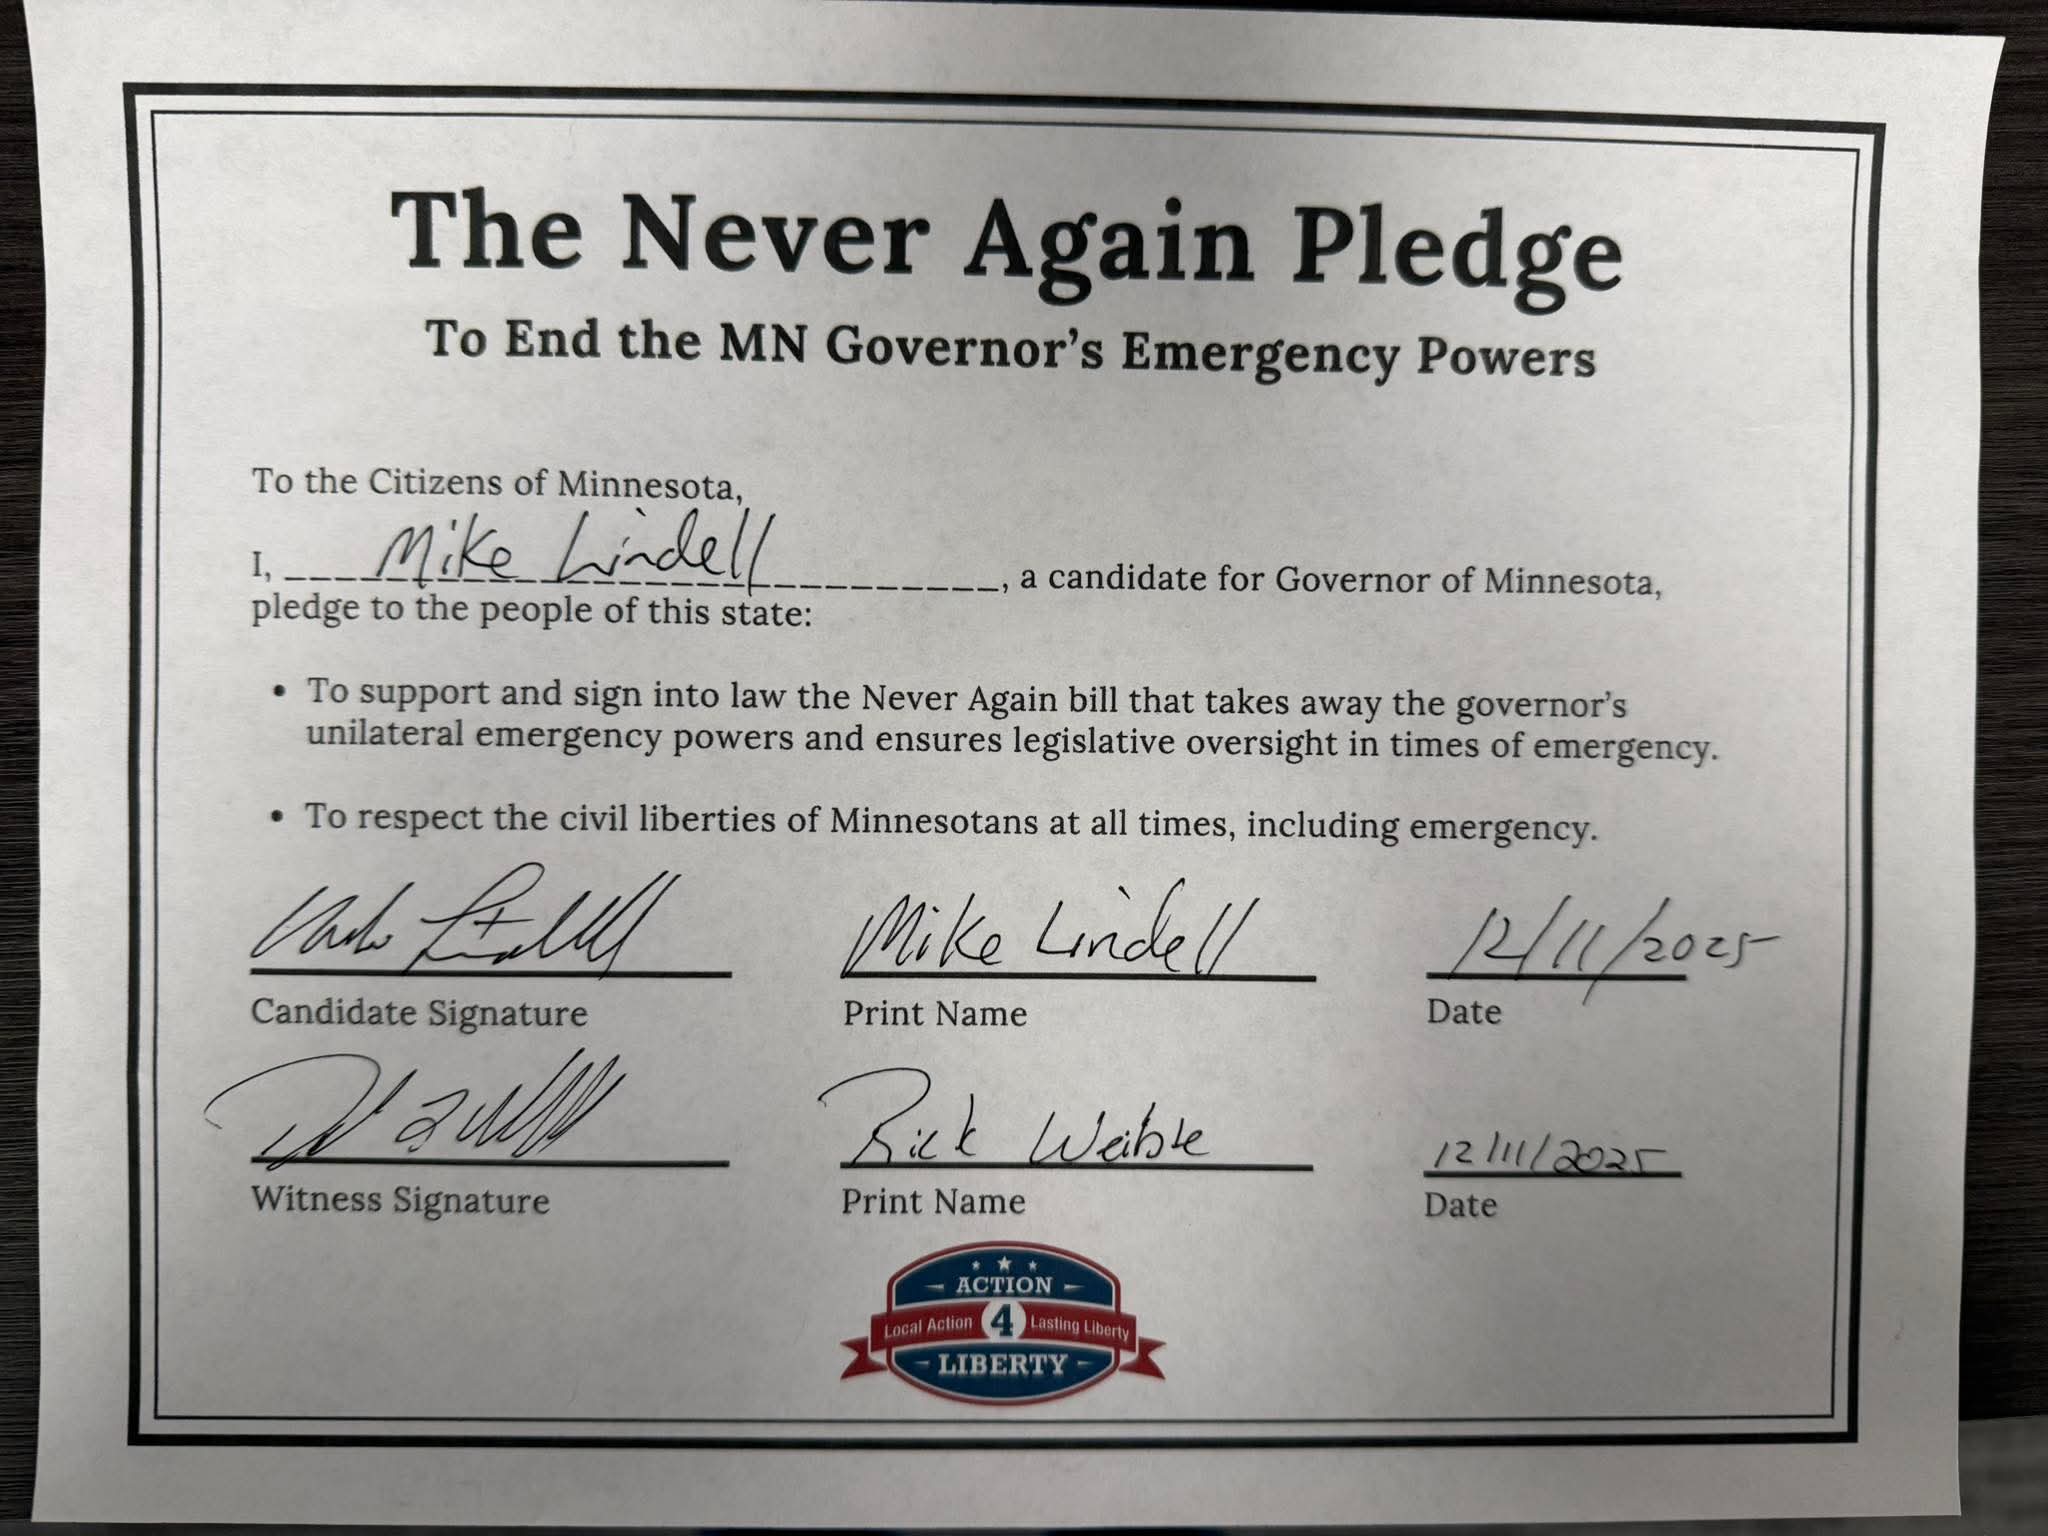 The Never Again Pledge
To End the MN Governor's Emergency Powers
To the Citizens of Minnesota,
I, Mike Lindell, a candidate for Governor of Minnesota,
pledge to the people of this state:
• To support and sign into law the Never Again bill that takes away the governor's
unilateral emergency powers and ensures legislative oversight in times of emergency.
• To respect the civil liberties of Minnesotans at all times, including emergency.
Mike Lindell 12/11/2025
Candidate Signature Print Name Date
Rick Weible 12/11/2025
Witness Signature Print Name Date
ACTION
Local Action 4 Lasting Liberty
LIBERTY